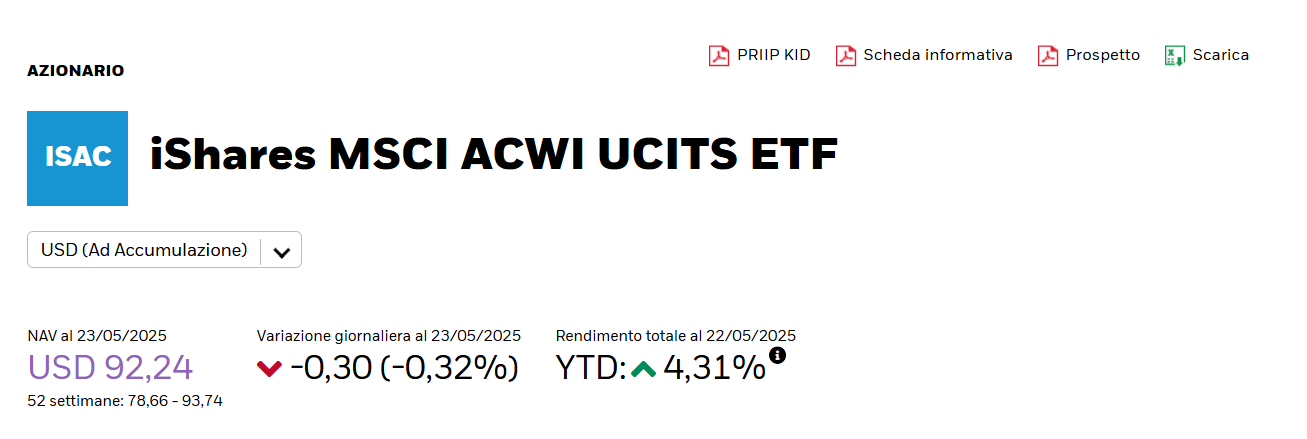 PRIIP KID
Scheda informativa
Prospetto
Scarica
AZIONARIO
ISAC
iShares MSCI ACWI UCITS ETF
USD (Ad Accumulazione)
NAV al 23/05/2025
USD 92,24
52 settimane: 78,66 - 93,74
Variazione giornaliera al 23/05/2025
-0,30 (-0,32%)
Rendimento totale al 22/05/2025
YTD: 4,31%